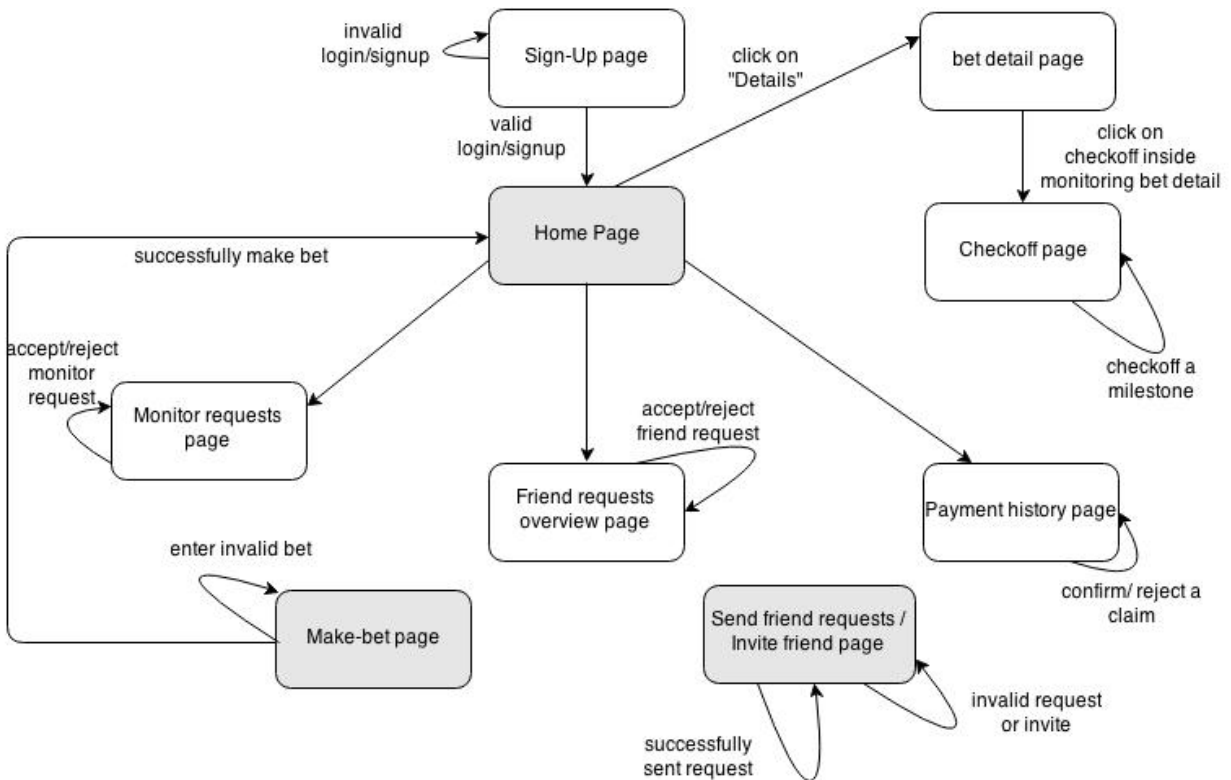 invalid
login/signup
Sign-Up page
click on
"Details"
bet detail page
valid
login/signup
click on
checkoff inside
monitoring bet detail
Home Page
successfully make bet
Checkoff page
accept/reject
monitor
request
Monitor requests
page
checkoff a
milestone
accept/reject
friend request
Friend requests
overview page
Payment history page
enter invalid bet
confirm/ reject a
claim
Make-bet page
Send friend requests /
Invite friend page
invalid request
or invite
successfully
sent request